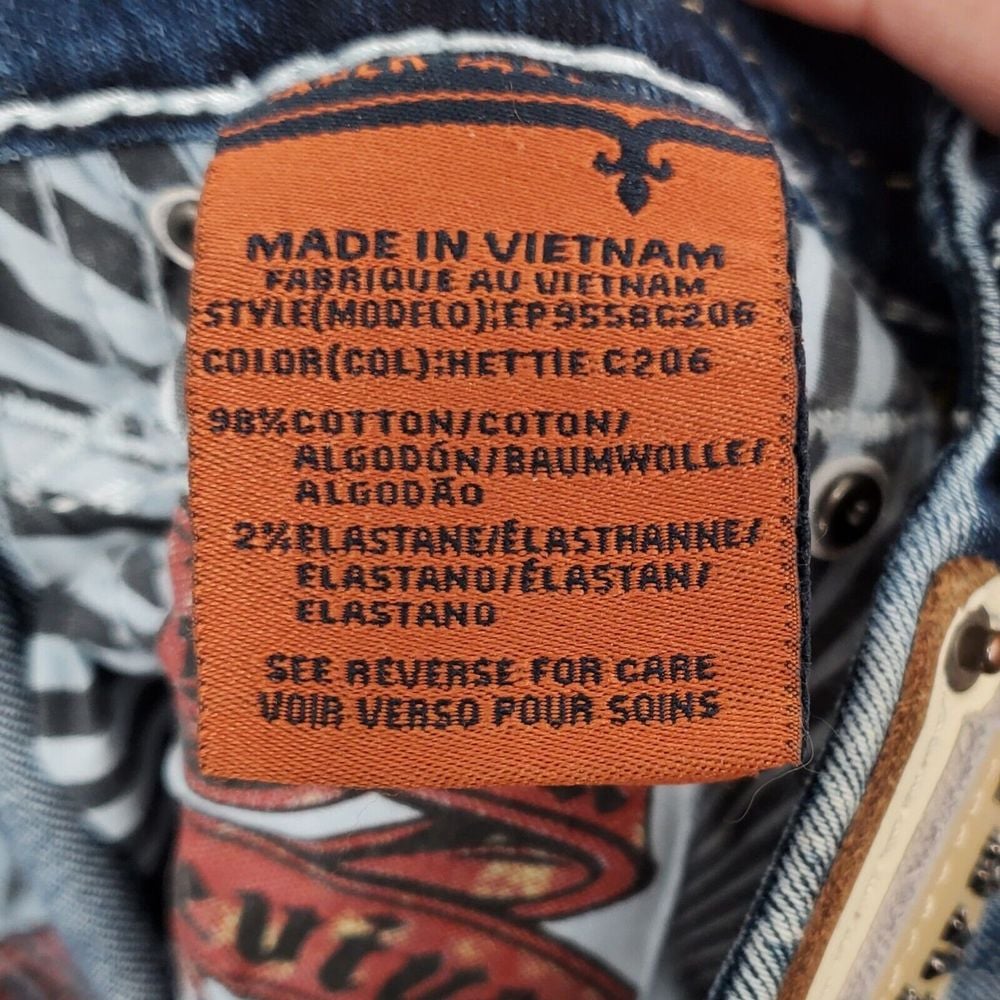 MADE IN VIETNAM
FABRIQUE AU VIETNAM
STYLE(MODELO):EP9558C206
COLOR(COL):HETTIE C206
98%COTTON/COTON/
ALGODÓN/BAUMWOLLE/
ALGODÃO
2%ELASTANE/ÉLASTHANNE/
ELASTANO/ÉLASTAN/
ELASTANO
SEE REVERSE FOR CARE
VOIR VERSO POUR SOINS